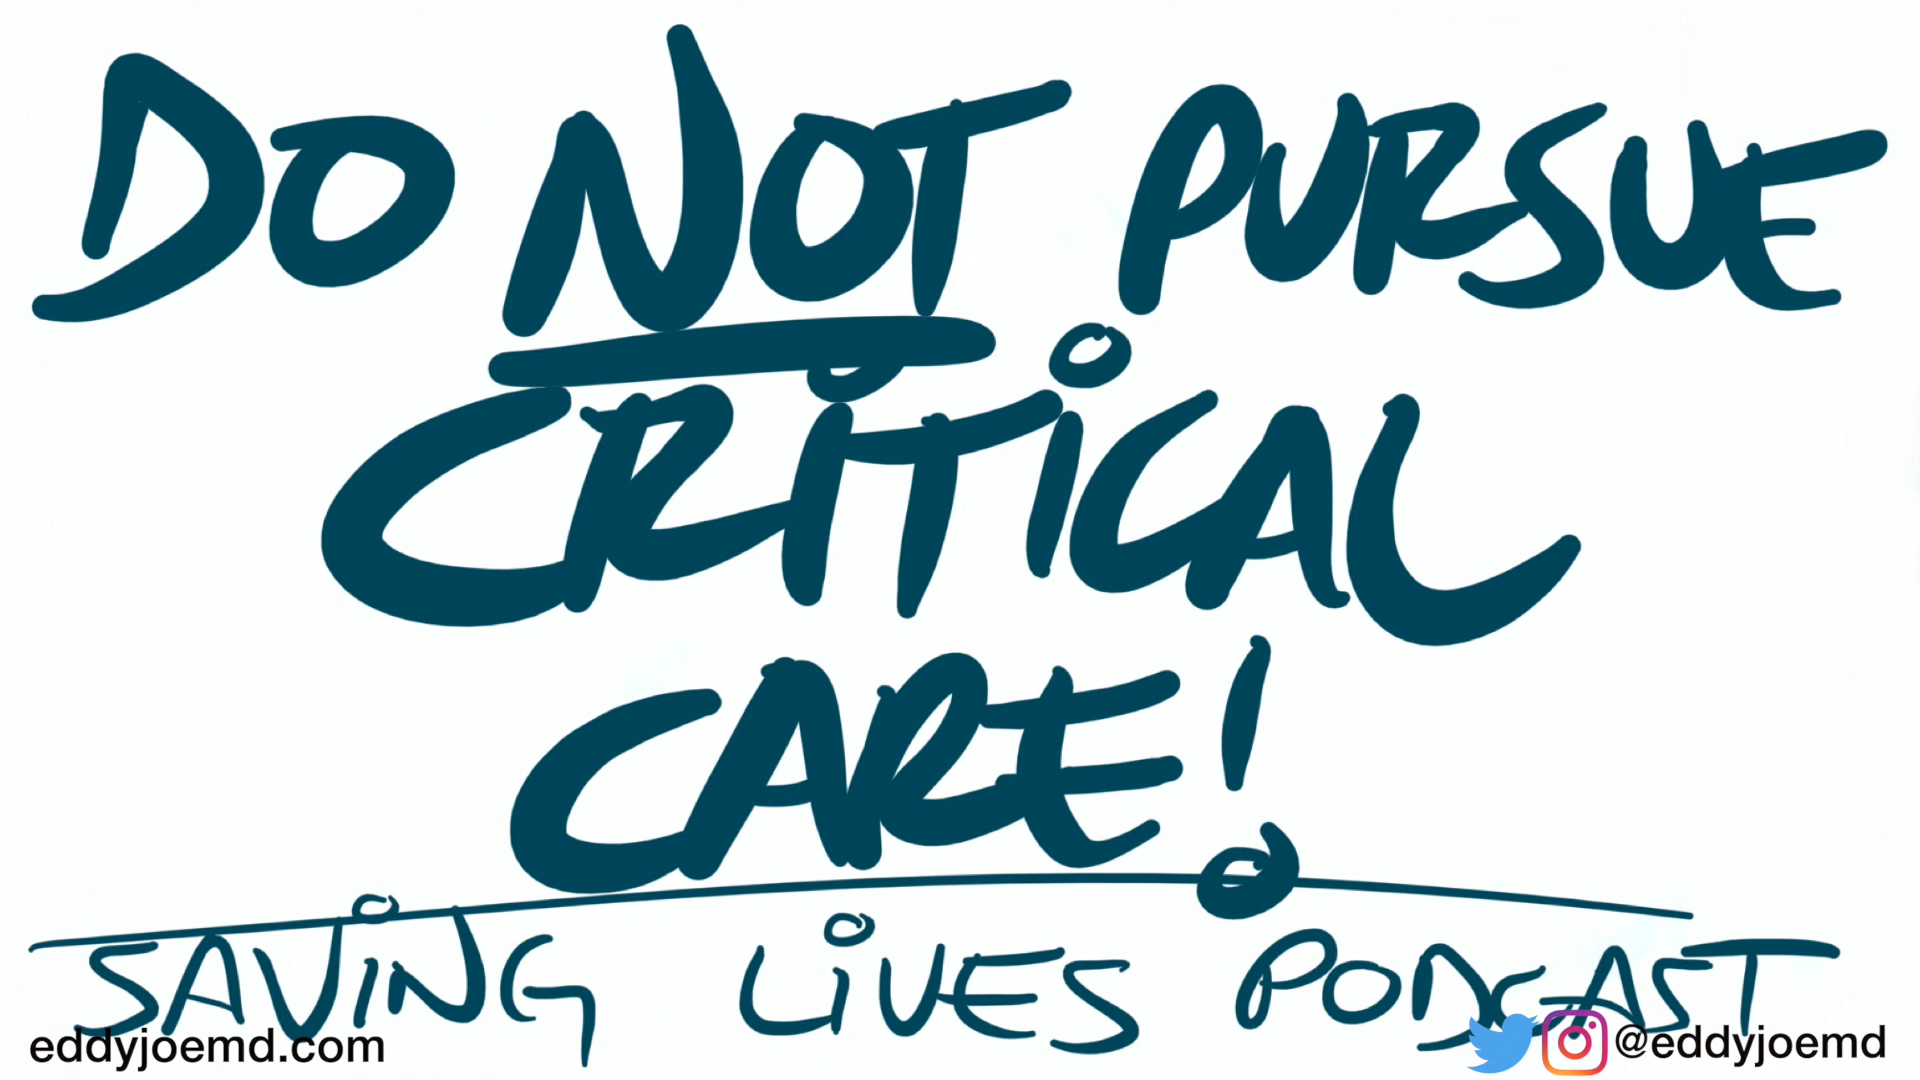 DO NOT PURSUE
CRITICAL
CARE!
SAVING LIVES PODCAST
eddyjoemd.com
@eddyjoemd